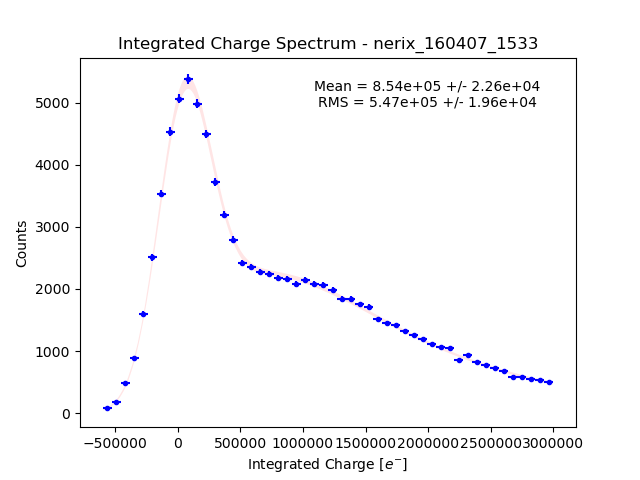 Integrated Charge Spectrum - nerix_160407_1533
Mean = 8.54e+05 +/- 2.26e+04
RMS = 5.47e+05 +/- 1.96e+04
Counts
5000
4000
3000
2000
1000
0
−500000 0 500000 1000000 1500000 2000000 2500000 3000000
Integrated Charge [e⁻]